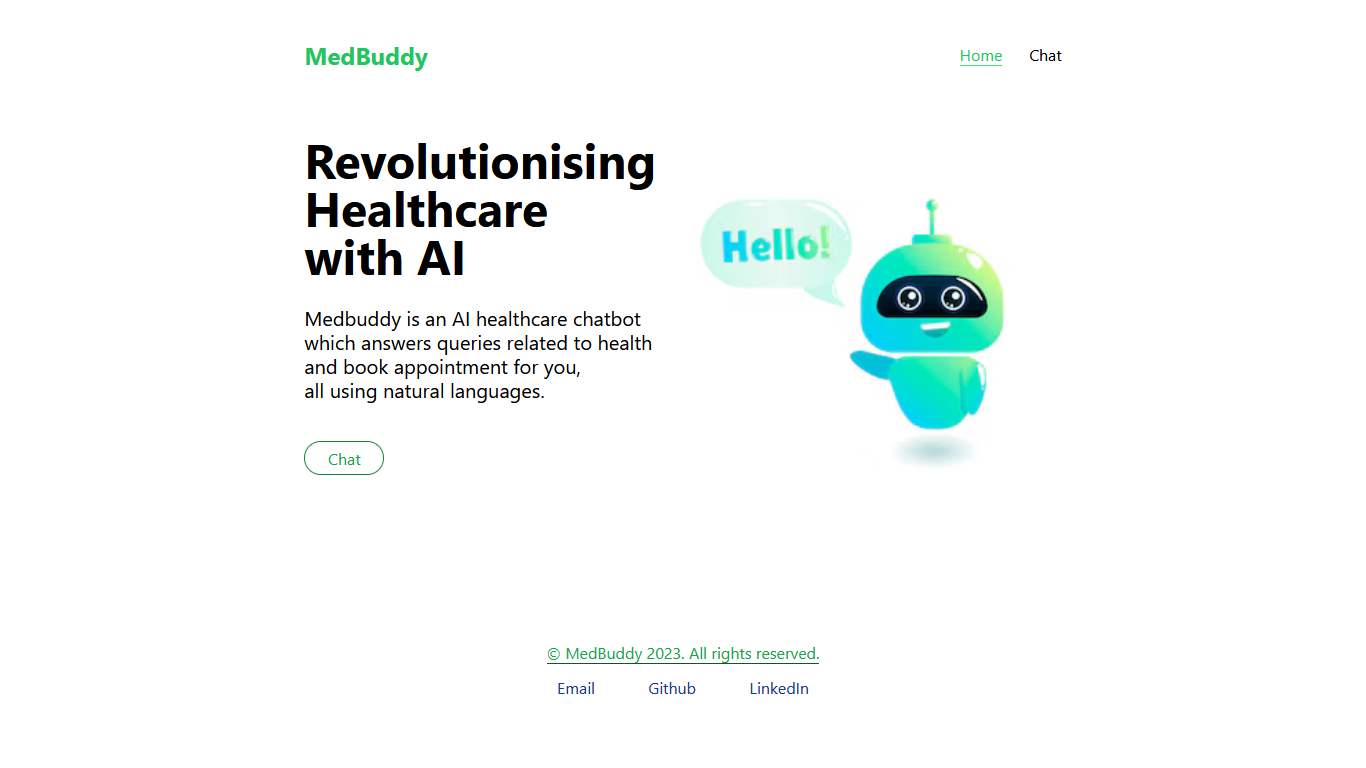 MedBuddy
Home
Chat
Revolutionising
Healthcare
with AI
Hello!
Medbuddy is an AI healthcare chatbot
which answers queries related to health
and book appointment for you,
all using natural languages.
Chat
© MedBuddy 2023. All rights reserved.
Email
Github
LinkedIn